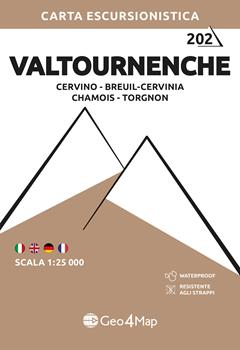 CARTA ESCURSIONISTICA
202
VALTOURNENCHE
CERVINO - BREUIL-CERVINIA
CHAMOIS - TORGNON
SCALA 1:25 000
WATERPROOF
RESISTENTE
AGLI STRAPPI
Geo4Map